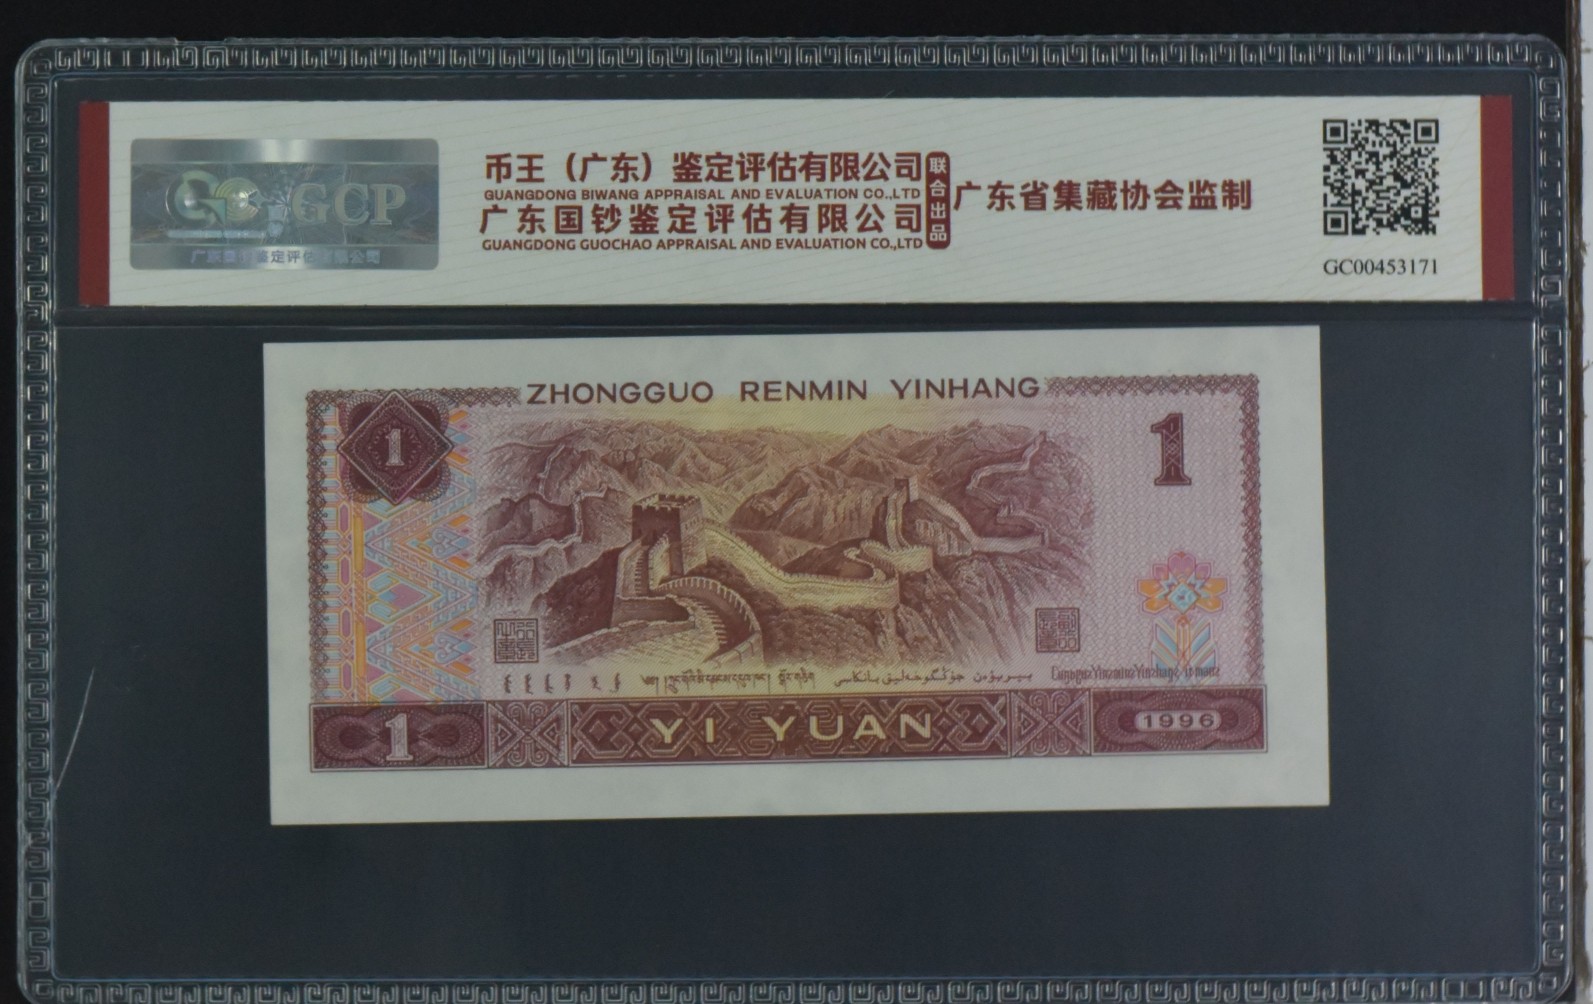 GCP
币王（广东）鉴定评估有限公司
GUANGDONG BIWANG APPRAISAL AND EVALUATION CO.,LTD
广东国钞鉴定评估有限公司
GUANGDONG GUOCHAO APPRAISAL AND EVALUATION CO.,LTD
联合出品
广东省集藏协会监制
GC00453171
ZHONGGUO RENMIN YINHANG
1
1
1
YI YUAN
1996